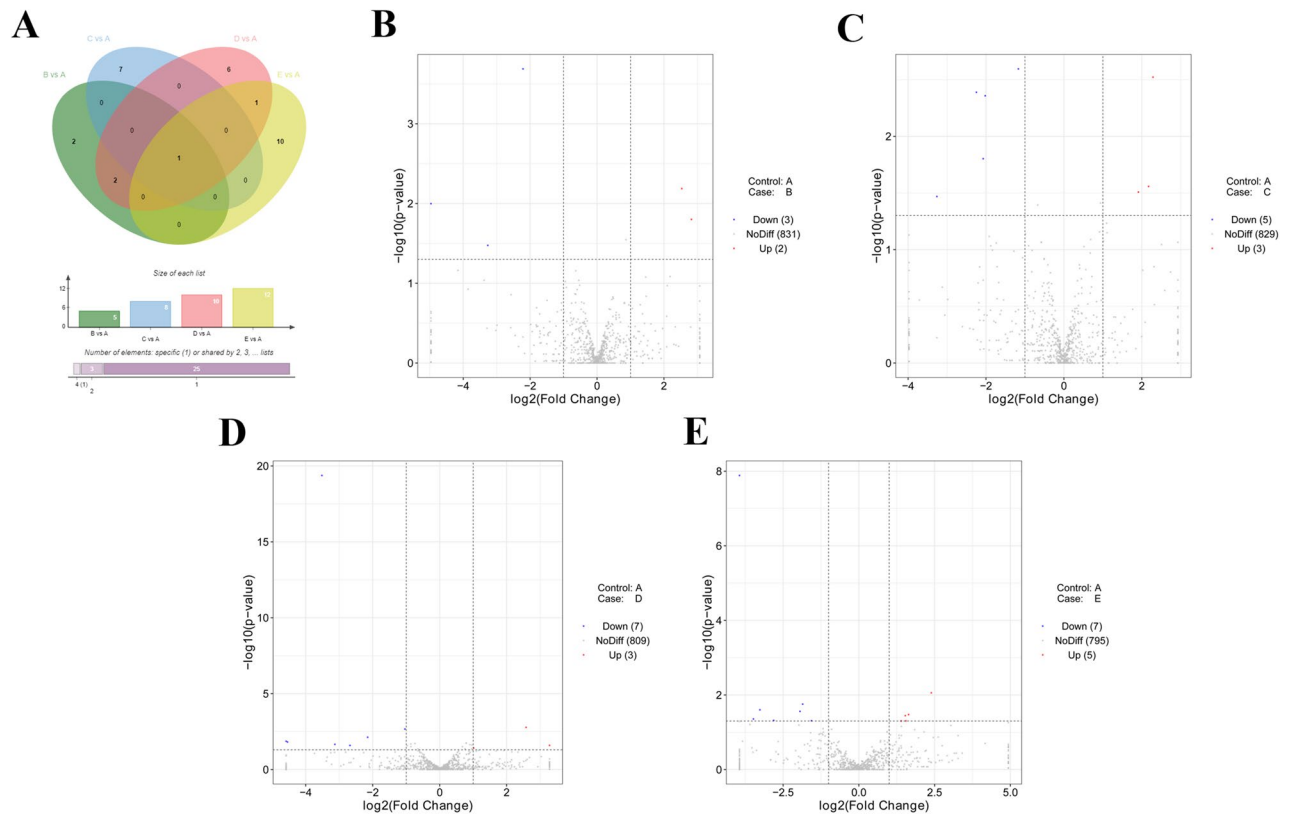 A
C vs A
D vs A
B vs A
E vs A
7
0
6
0
1
2
0
0
10
1
2
0
0
0
0
Size of each list
12
6
0
5
8
10
12
B vs A
C vs A
D vs A
E vs A
Number of elements: specific (1) or shared by 2, 3, ... lists
3
25
4 (1)
2
1
B
−log10(p−value)
3
2
1
0
−4
−2
0
2
log2(Fold Change)
Control: A
Case: B
Down (3)
NoDiff (831)
Up (2)
C
−log10(p−value)
2
1
0
−4
−2
0
2
log2(Fold Change)
Control: A
Case: C
Down (5)
NoDiff (829)
Up (3)
D
−log10(p−value)
20
15
10
5
0
−4
−2
0
2
log2(Fold Change)
Control: A
Case: D
Down (7)
NoDiff (809)
Up (3)
E
−log10(p−value)
8
6
4
2
0
−2.5
0.0
2.5
5.0
log2(Fold Change)
Control: A
Case: E
Down (7)
NoDiff (795)
Up (5)